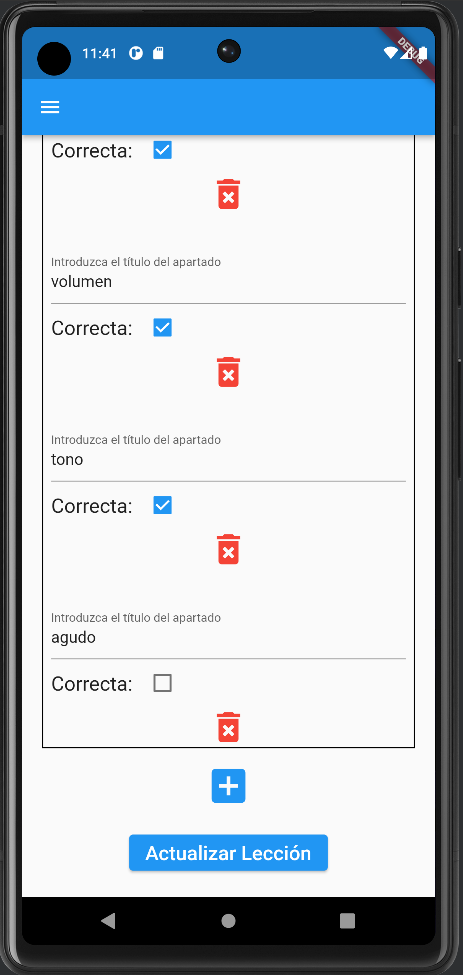 11:41
DEBUG
Correcta:
Introduzca el título del apartado
volumen
Correcta:
Introduzca el título del apartado
tono
Correcta:
Introduzca el título del apartado
agudo
Correcta:
Actualizar Lección